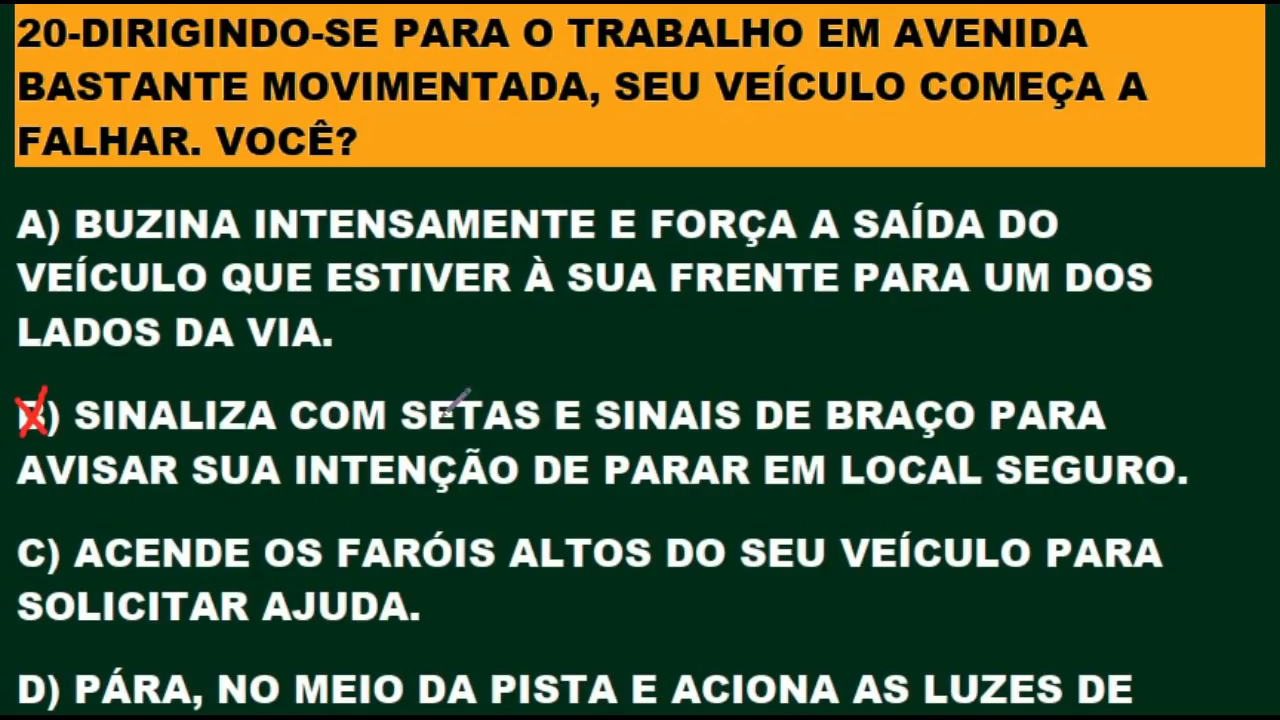 20-DIRIGINDO-SE PARA O TRABALHO EM AVENIDA
BASTANTE MOVIMENTADA, SEU VEÍCULO COMEÇA A
FALHAR. VOCÊ?
A) BUZINA INTENSAMENTE E FORÇA A SAÍDA DO
VEÍCULO QUE ESTIVER À SUA FRENTE PARA UM DOS
LADOS DA VIA.
B) SINALIZA COM SETAS E SINAIS DE BRAÇO PARA
AVISAR SUA INTENÇÃO DE PARAR EM LOCAL SEGURO.
C) ACENDE OS FARÓIS ALTOS DO SEU VEÍCULO PARA
SOLICITAR AJUDA.
D) PÁRA, NO MEIO DA PISTA E ACIONA AS LUZES DE